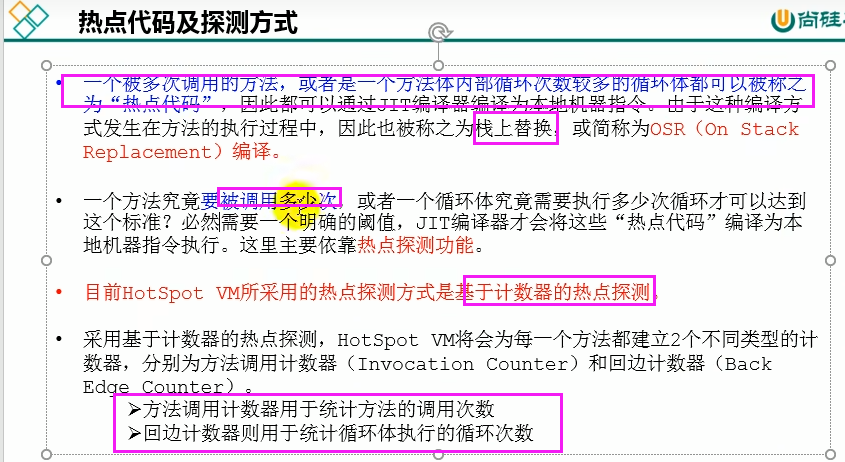 热点代码及探测方式
尚硅
• 一个被多次调用的方法，或者是一个方法体内部循环次数较多的循环体都可以被称之
为“热点代码”，因此都可以通过JIT编译器编译为本地机器指令。由于这种编译方
式发生在方法的执行过程中，因此也被称之为栈上替换，或简称为OSR（On Stack
Replacement）编译。
• 一个方法究竟要被调用多少次，或者一个循环体究竟需要执行多少次循环才可以达到
这个标准？必然需要一个明确的阈值，JIT编译器才会将这些“热点代码”编译为本
地机器指令执行。这里主要依靠热点探测功能。
• 目前HotSpot VM所采用的热点探测方式是基于计数器的热点探测。
• 采用基于计数器的热点探测，HotSpot VM将会为每一个方法都建立2个不同类型的计
数器，分别为方法调用计数器（Invocation Counter）和回边计数器（Back
Edge Counter）。
➢方法调用计数器用于统计方法的调用次数
➢回边计数器则用于统计循环体执行的循环次数